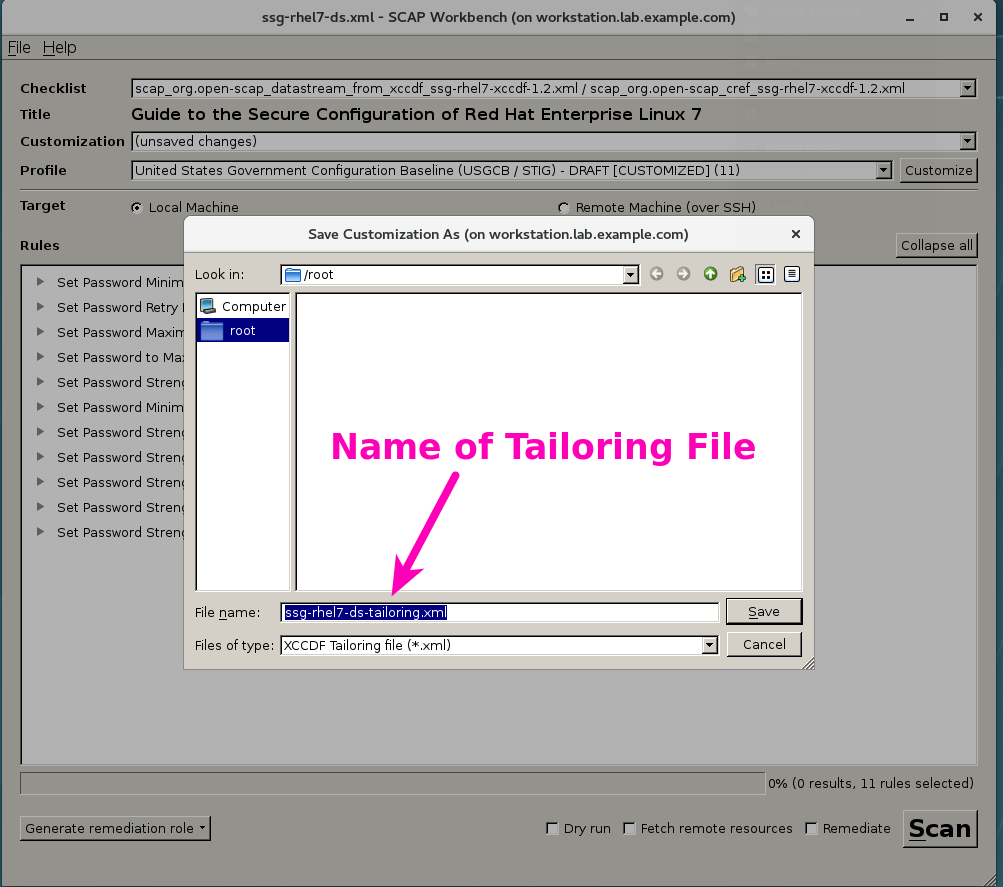 ssg-rhel7-ds.xml - SCAP Workbench (on workstation.lab.example.com)
File Help
Checklist scap_org.open-scap_datastream_from_xccdf_ssg-rhel7-xccdf-1.2.xml / scap_org.open-scap_cref_ssg-rhel7-xccdf-1.2.xml
Title Guide to the Secure Configuration of Red Hat Enterprise Linux 7
Customization (unsaved changes)
Profile United States Government Configuration Baseline (USGCB / STIG) - DRAFT [CUSTOMIZED] (11) Customize
Target Local Machine Remote Machine (over SSH)
Rules Collapse all
Set Password Minim
Set Password Retry
Set Password Maxim
Set Password to Max
Set Password Streng
Set Password Minim
Set Password Streng
Set Password Streng
Set Password Streng
Set Password Streng
Set Password Streng
Save Customization As (on workstation.lab.example.com)
Look in: /root
Computer
root
Name of Tailoring File
File name: ssg-rhel7-ds-tailoring.xml Save
Files of type: XCCDF Tailoring file (*.xml) Cancel
0% (0 results, 11 rules selected)
Generate remediation role Dry run Fetch remote resources Remediate Scan